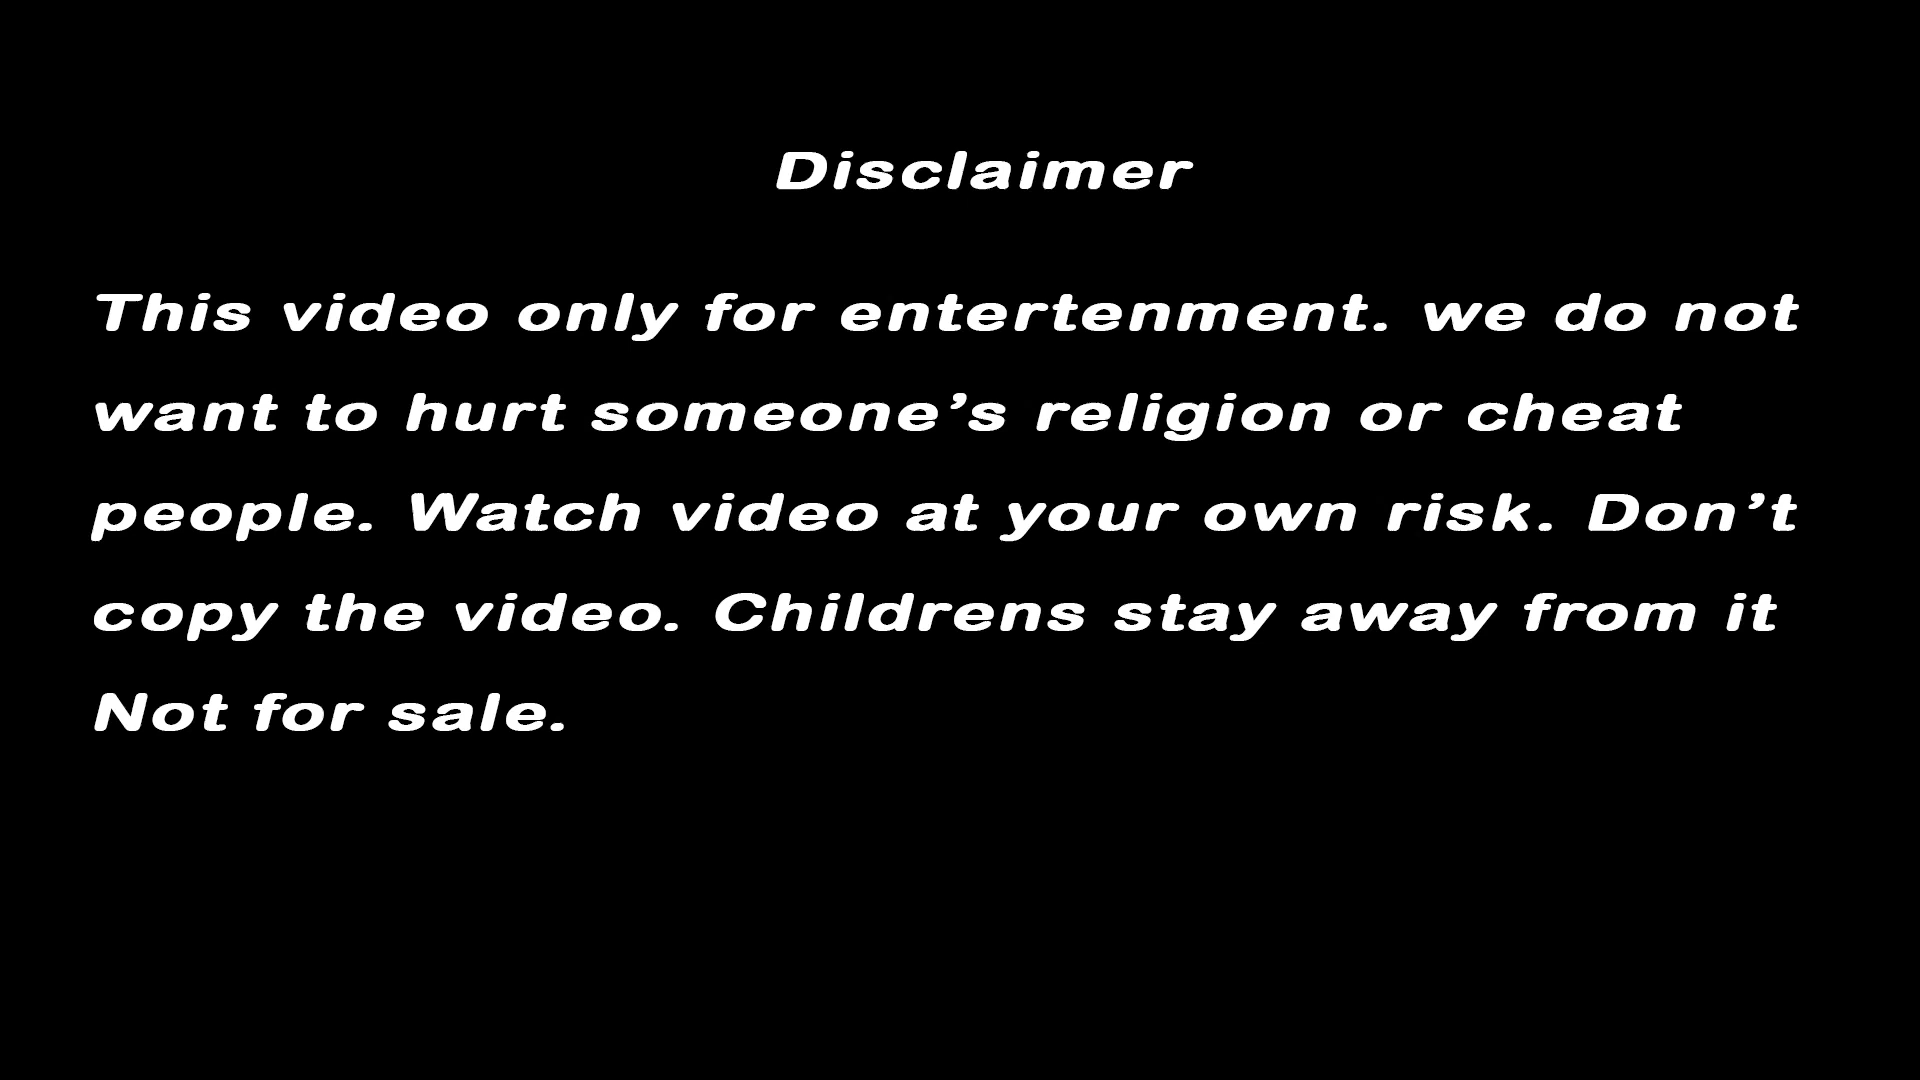 Disclaimer
This video only for entertenment. we do not
want to hurt someone’s religion or cheat
people. Watch video at your own risk. Don’t
copy the video. Childrens stay away from it
Not for sale.